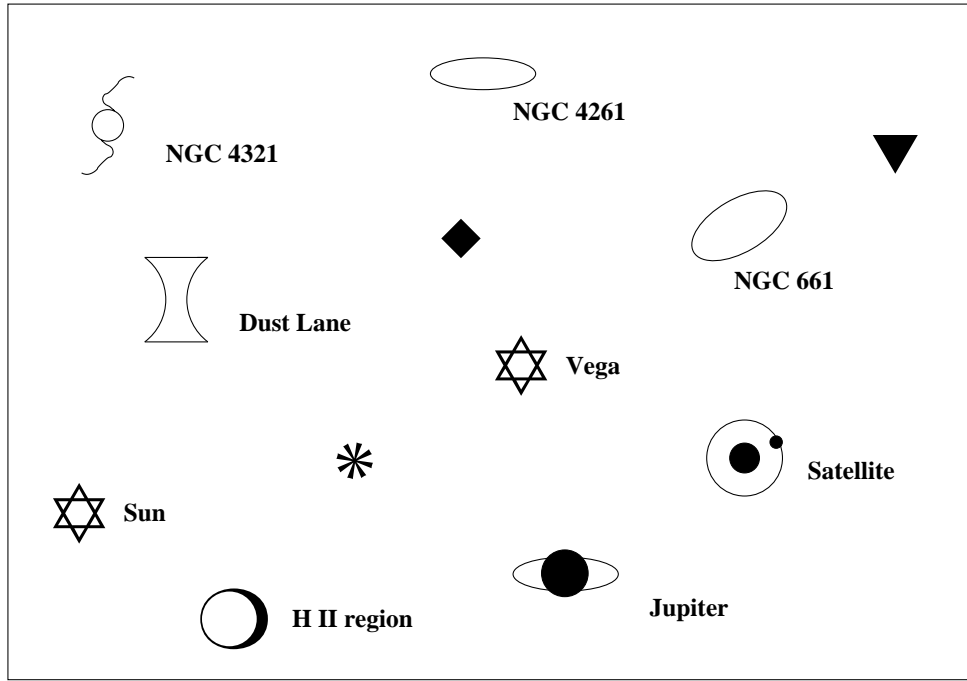 NGC 4261
NGC 4321
NGC 661
Dust Lane
Vega
Satellite
Sun
Jupiter
H II region